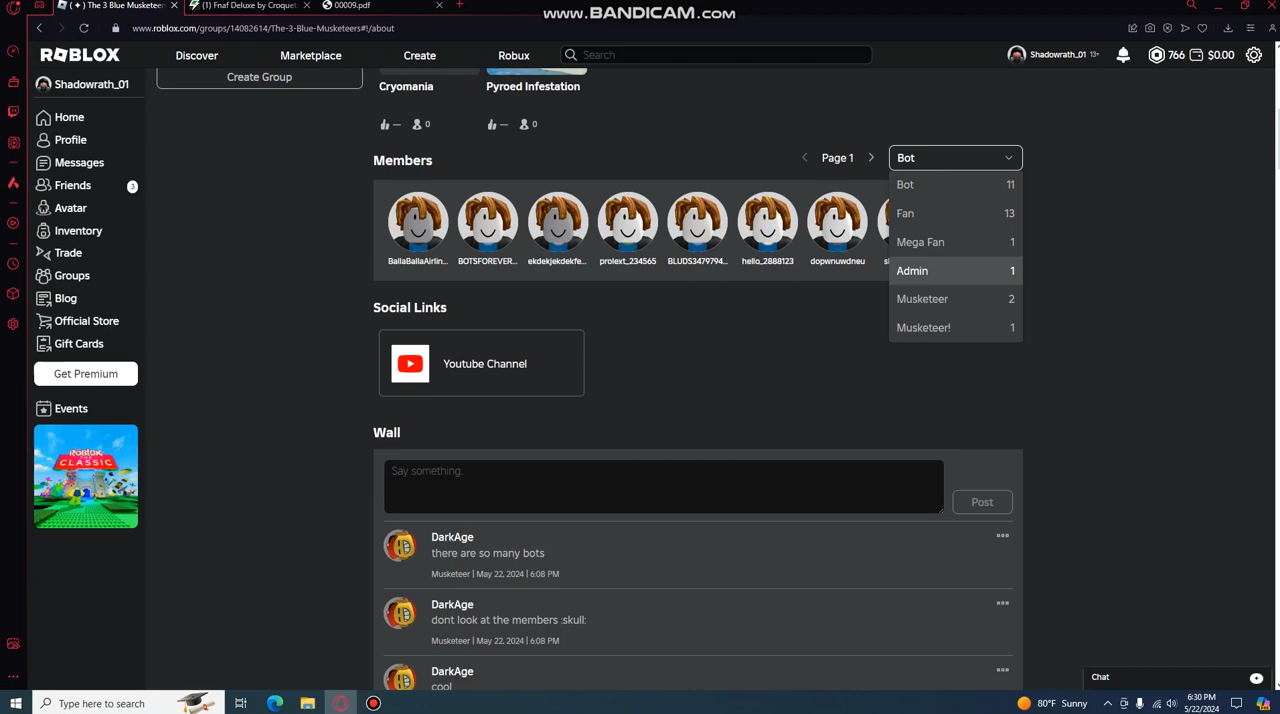 www.BANDICAM.com
( ✦ ) The 3 Blue Musketeers
(1) Fnaf Deluxe by Croquet
00009.pdf
www.roblox.com/groups/14082614/The-3-Blue-Musketeers#!/about
ROBLOX
Discover
Marketplace
Create
Robux
Search
Shadowrath_01 13+
766
$0.00
Shadowrath_01
Home
Profile
Messages
Friends
3
Avatar
Inventory
Trade
Groups
Blog
Official Store
Gift Cards
Get Premium
Events
ROBLOX
CLASSIC
Create Group
Cryomania
Pyroed Infestation
-- 0
-- 0
Members
Page 1
Bot
Bot 11
Fan 13
Mega Fan 1
Admin 1
Musketeer 2
Musketeer! 1
BallaBallaAirlin...
BOTSFOREVER...
ekdekjekdekfe...
prolext_234565
BLUDS3479794...
hello_2888123
dopwnuwdneu
Social Links
Youtube Channel
Wall
Say something..
Post
DarkAge
there are so many bots
Musketeer | May 22, 2024 | 6:08 PM
DarkAge
dont look at the members :skull:
Musketeer | May 22, 2024 | 6:08 PM
DarkAge
cool
Chat
Type here to search
80°F Sunny
6:30 PM
5/22/2024